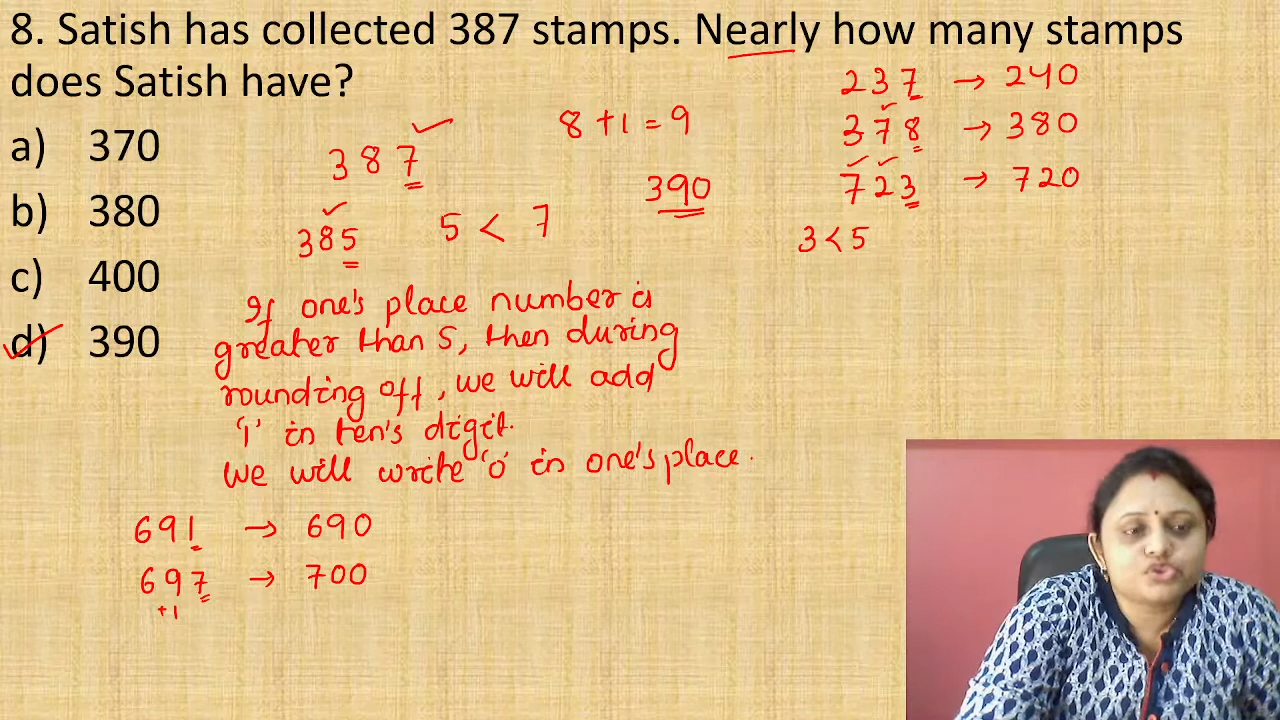 8. Satish has collected 387 stamps. Nearly how many stamps
does Satish have?
a) 370
b) 380
c) 400
d) 390
387
385
5 < 7
8 +1 = 9
390
237 → 240
378 → 380
723 → 720
3 < 5
If one's place number is
greater than 5, then during
rounding off, we will add
'1' in ten's digit.
We will write '0' in one's place.
691 → 690
697 → 700
+1